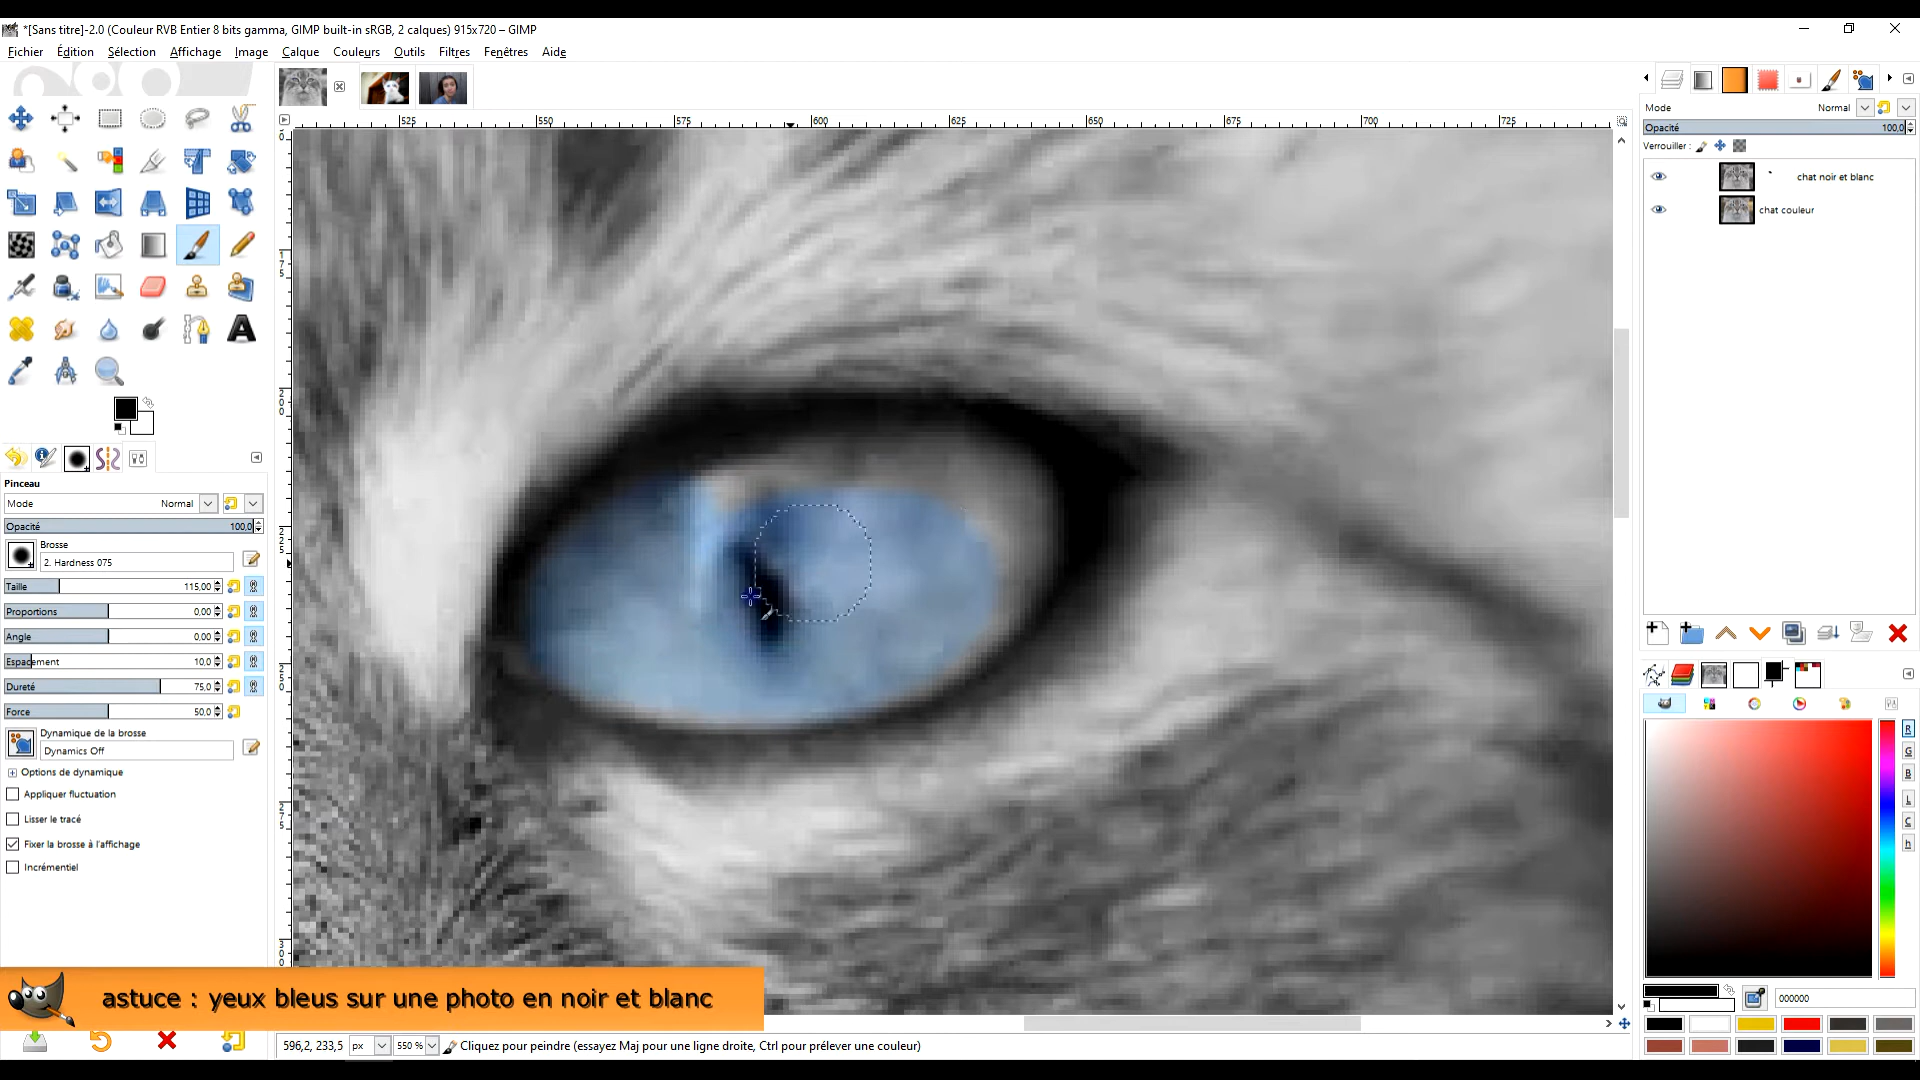 *[Sans titre]-2.0 (Couleur RVB Entier 8 bits gamma, GIMP built-in sRGB, 2 calques) 915x720 – GIMP
Fichier Édition Sélection Affichage Image Calque Couleurs Outils Filtres Fenêtres Aide
525 550 575 600 625 650 675 700 725
175
200
225
250
275
300
Pinceau
Mode Normal
Opacité 100,0
Brosse
2. Hardness 075
Taille 115,00
Proportions 0,00
Angle 0,00
Espacement 10,0
Dureté 75,0
Force 50,0
Dynamique de la brosse
Dynamics Off
Options de dynamique
Appliquer fluctuation
Lisser le tracé
Fixer la brosse à l'affichage
Incrémentiel
astuce : yeux bleus sur une photo en noir et blanc
596,2, 233,5 px 550 % Cliquez pour peindre (essayez Maj pour une ligne droite, Ctrl pour prélever une couleur)
Mode Normal
Opacité 100,0
Verrouiller :
chat noir et blanc
chat couleur
R
G
B
L
C
h
000000